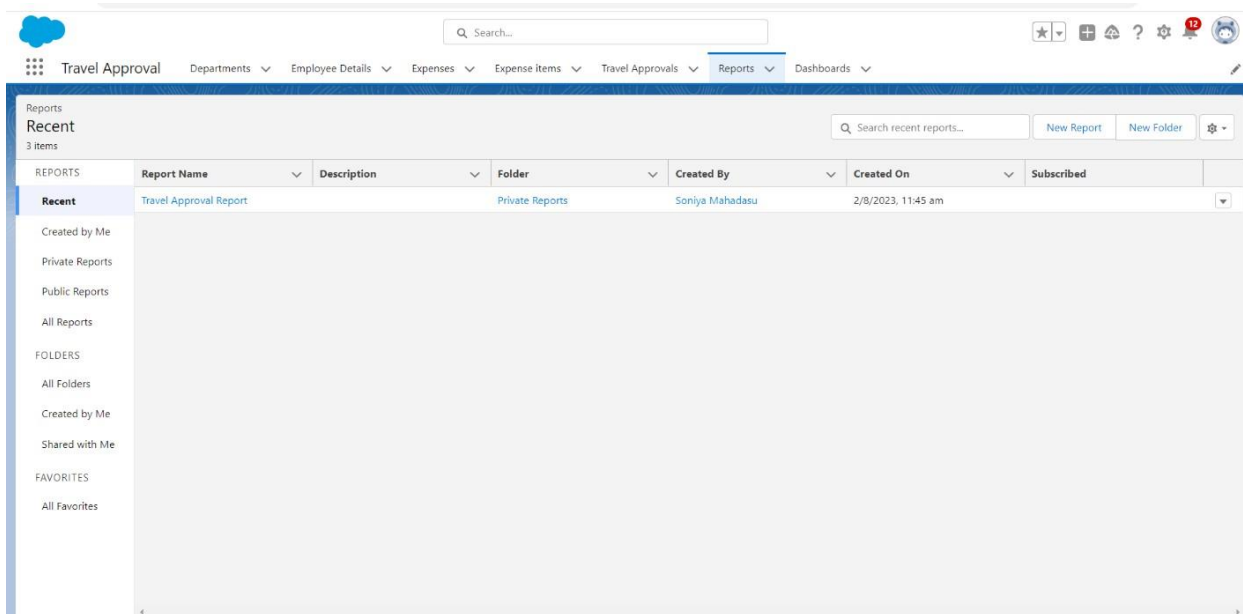 Search...
12
Travel Approval Departments Employee Details Expenses Expense items Travel Approvals Reports Dashboards
Reports
Recent
3 items
Search recent reports...
New Report New Folder
REPORTS
Report Name Description Folder Created By Created On Subscribed
Recent
Travel Approval Report Private Reports Soniya Mahadasu 2/8/2023, 11:45 am
Created by Me
Private Reports
Public Reports
All Reports
FOLDERS
All Folders
Created by Me
Shared with Me
FAVORITES
All Favorites